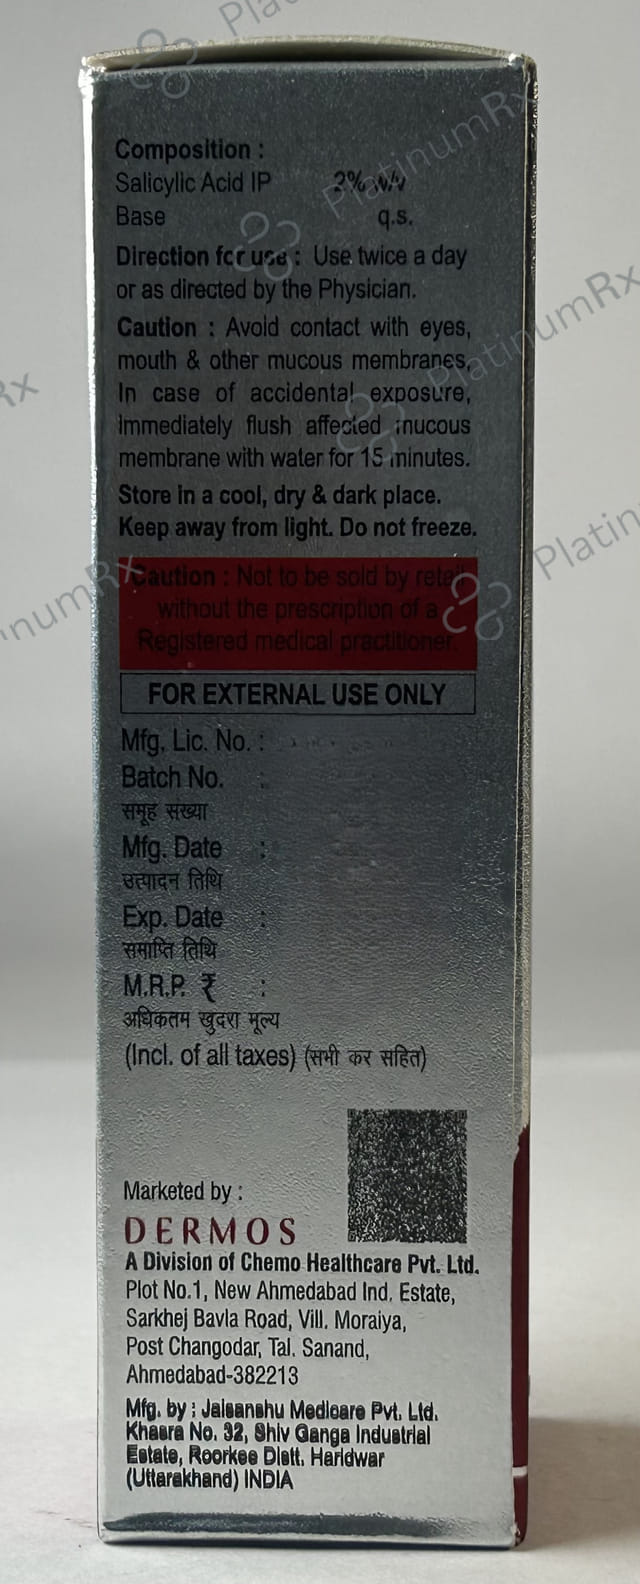 Composition :
Salicylic Acid IP 2% w/v
Base q.s.
Direction for use : Use twice a day
or as directed by the Physician.
Caution : Avoid contact with eyes,
mouth & other mucous membranes,
In case of accidental exposure,
immediately flush affected mucous
membrane with water for 15 minutes.
Store in a cool, dry & dark place.
Keep away from light. Do not freeze.
Caution : Not to be sold by retail
without the prescription of a
Registered medical practitioner.
FOR EXTERNAL USE ONLY
Mfg. Lic. No. :
Batch No. :
समूह संख्या
Mfg. Date :
उत्पादन तिथि
Exp. Date :
समाप्ति तिथि
M.R.P. ₹ :
अधिकतम खुदरा मूल्य
(Incl. of all taxes) (सभी कर सहित)
Marketed by :
DERMOS
A Division of Chemo Healthcare Pvt. Ltd.
Plot No.1, New Ahmedabad Ind. Estate,
Sarkhej Bavla Road, Vill. Moraiya,
Post Changodar, Tal. Sanand,
Ahmedabad-382213
Mfg. by : Jalsanshu Medicare Pvt. Ltd.
Khasra No. 32, Shiv Ganga Industrial
Estate, Roorkee Distt. Haridwar
(Uttarakhand) INDIA
PlatinumRx
PlatinumRx